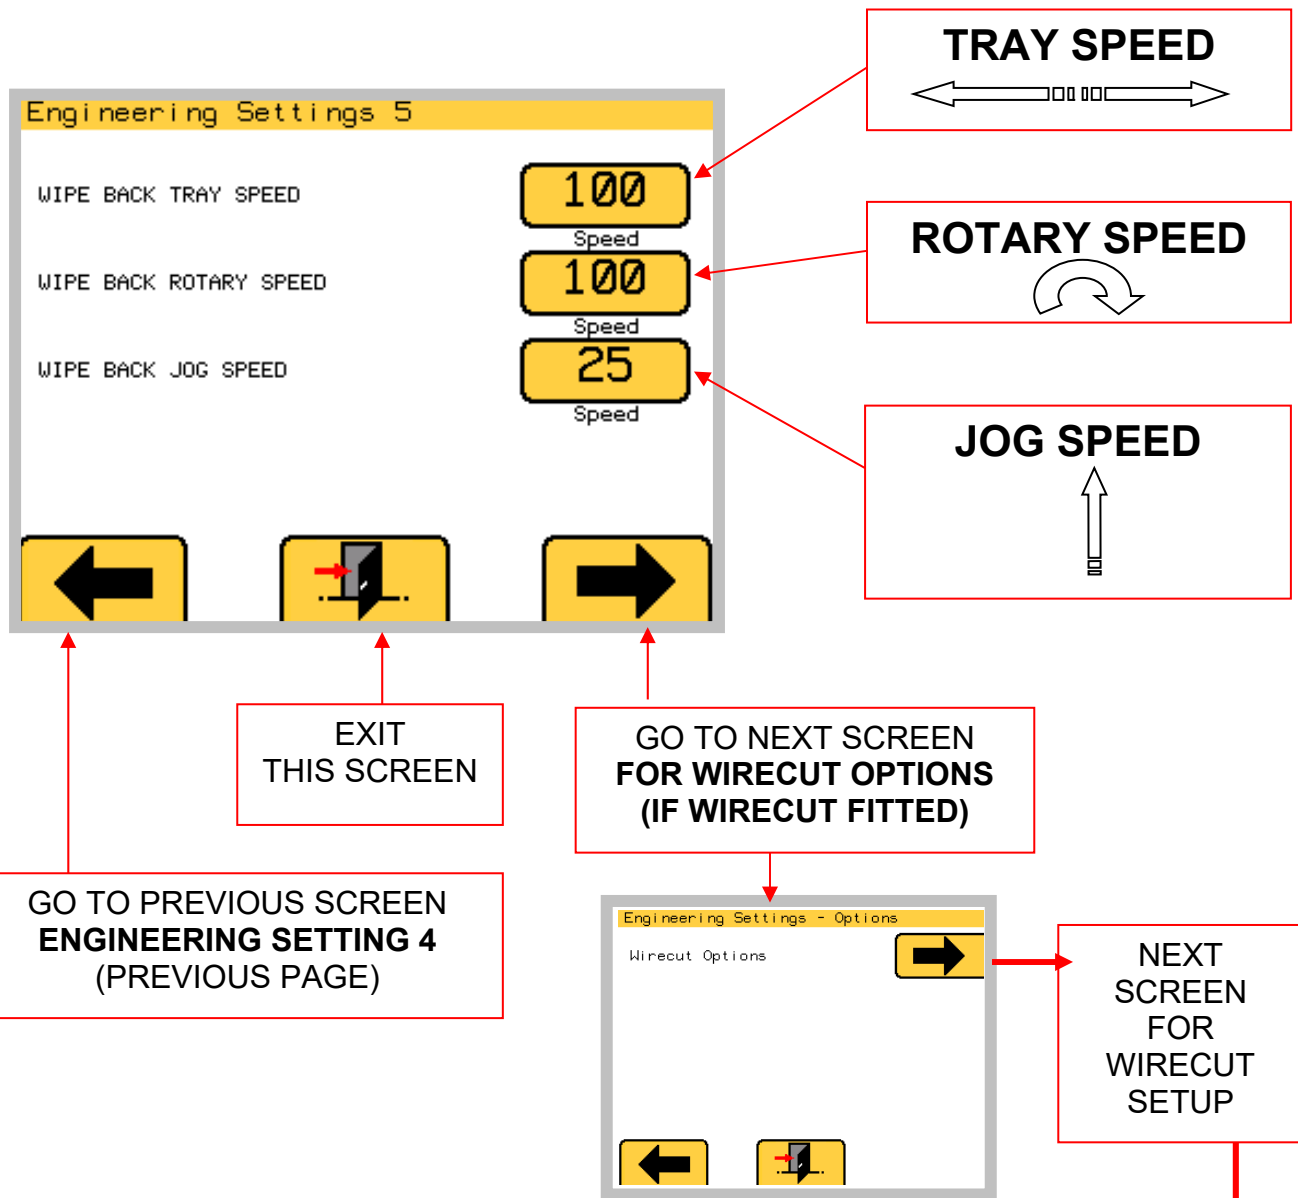 TRAY SPEED
Engineering Settings 5
WIPE BACK TRAY SPEED
100
Speed
ROTARY SPEED
WIPE BACK ROTARY SPEED
100
Speed
WIPE BACK JOG SPEED
25
Speed
JOG SPEED
EXIT
THIS SCREEN
GO TO NEXT SCREEN
FOR WIRECUT OPTIONS
(IF WIRECUT FITTED)
GO TO PREVIOUS SCREEN
ENGINEERING SETTING 4
(PREVIOUS PAGE)
Engineering Settings - Options
Wirecut Options
NEXT
SCREEN
FOR
WIRECUT
SETUP